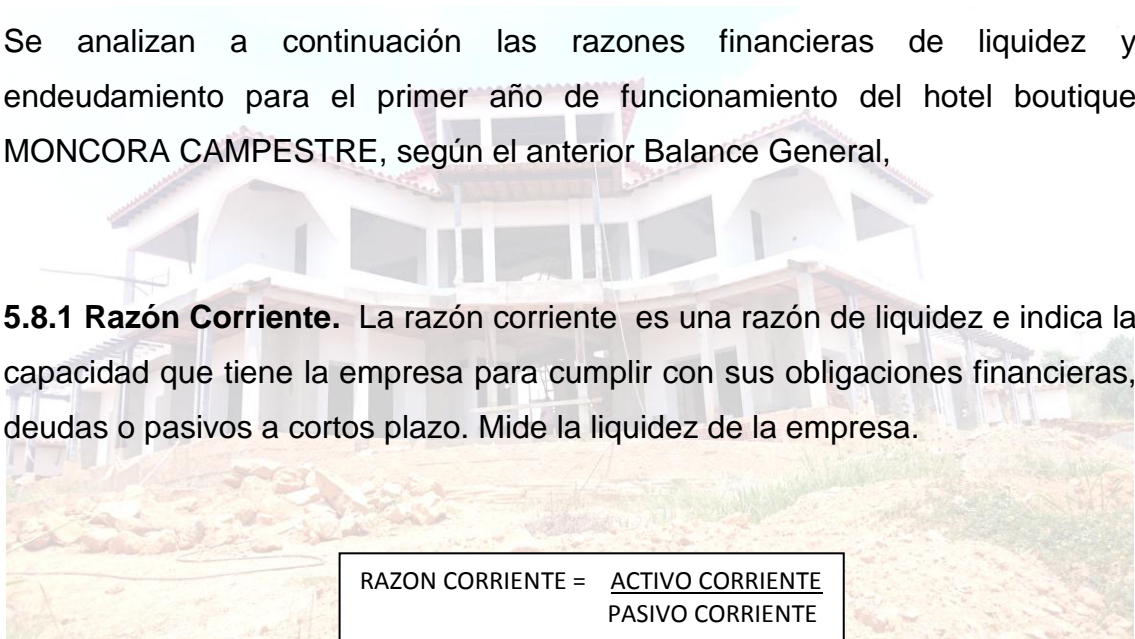 Se analizan a continuación las razones financieras de liquidez y
endeudamiento para el primer año de funcionamiento del hotel boutique
MONCORA CAMPESTRE, según el anterior Balance General,
5.8.1 Razón Corriente. La razón corriente es una razón de liquidez e indica la
capacidad que tiene la empresa para cumplir con sus obligaciones financieras,
deudas o pasivos a cortos plazo. Mide la liquidez de la empresa.
RAZON CORRIENTE = ACTIVO CORRIENTE
PASIVO CORRIENTE